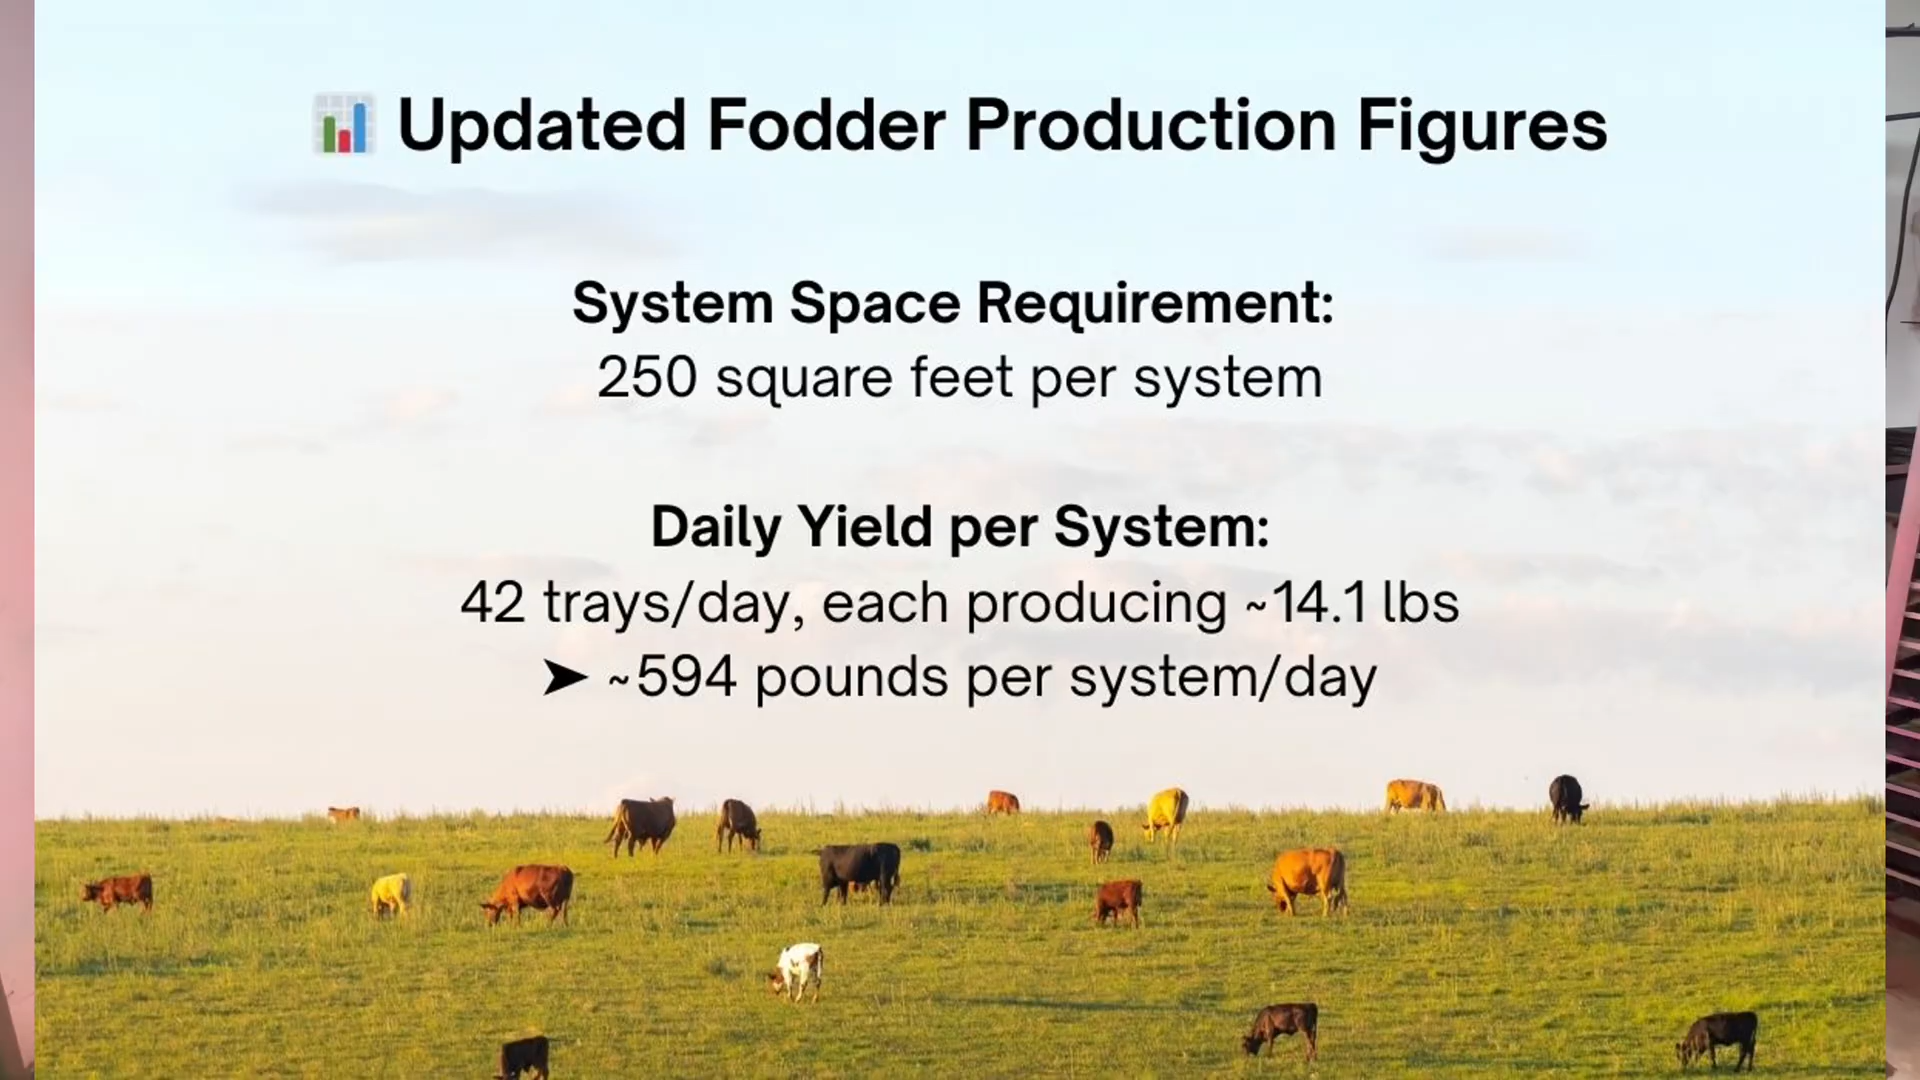 📊 Updated Fodder Production Figures
System Space Requirement:
250 square feet per system
Daily Yield per System:
42 trays/day, each producing ~14.1 lbs
➤ ~594 pounds per system/day